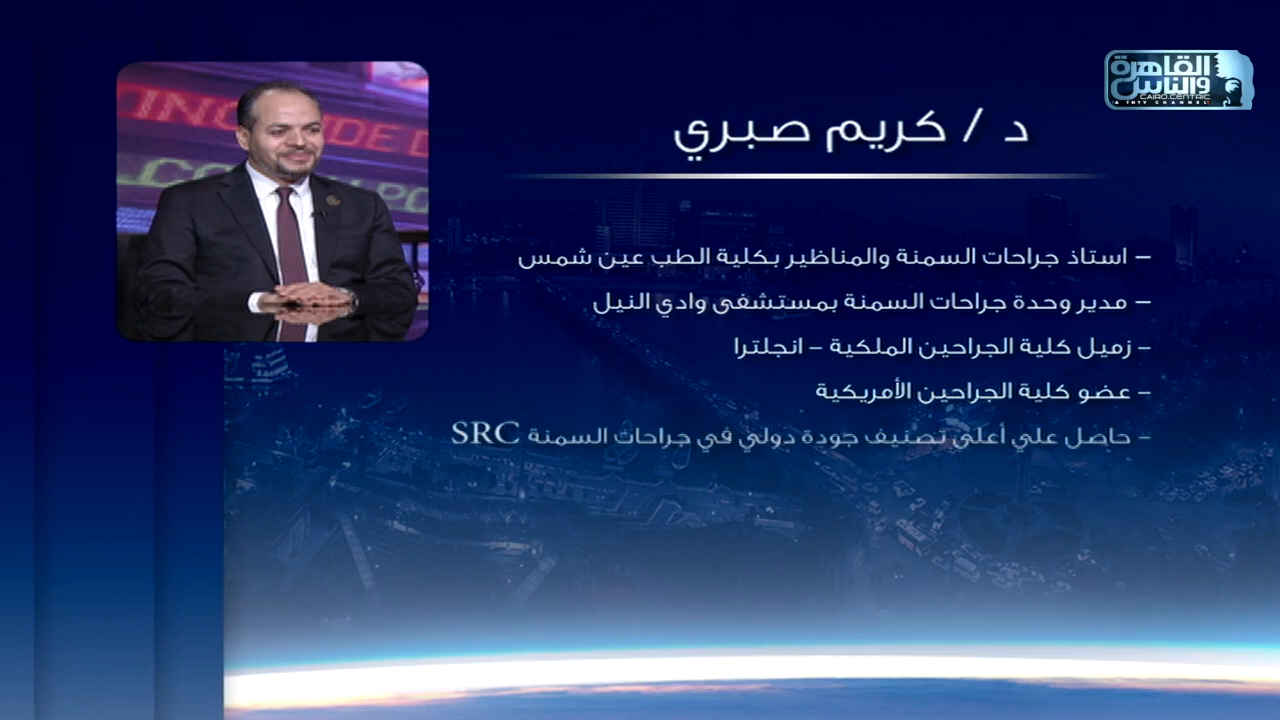 القاهرة
والناس
CAIRO.CENTRIC
A TNTV CHANNEL
د / كريم صبري
– استاذ جراحات السمنة والمناظير بكلية الطب عين شمس
– مدير وحدة جراحات السمنة بمستشفى وادي النيل
– زميل كلية الجراحين الملكية – انجلترا
– عضو كلية الجراحين الأمريكية
– حاصل علي أعلى تصنيف جودة دولي في جراحات السمنة SRC